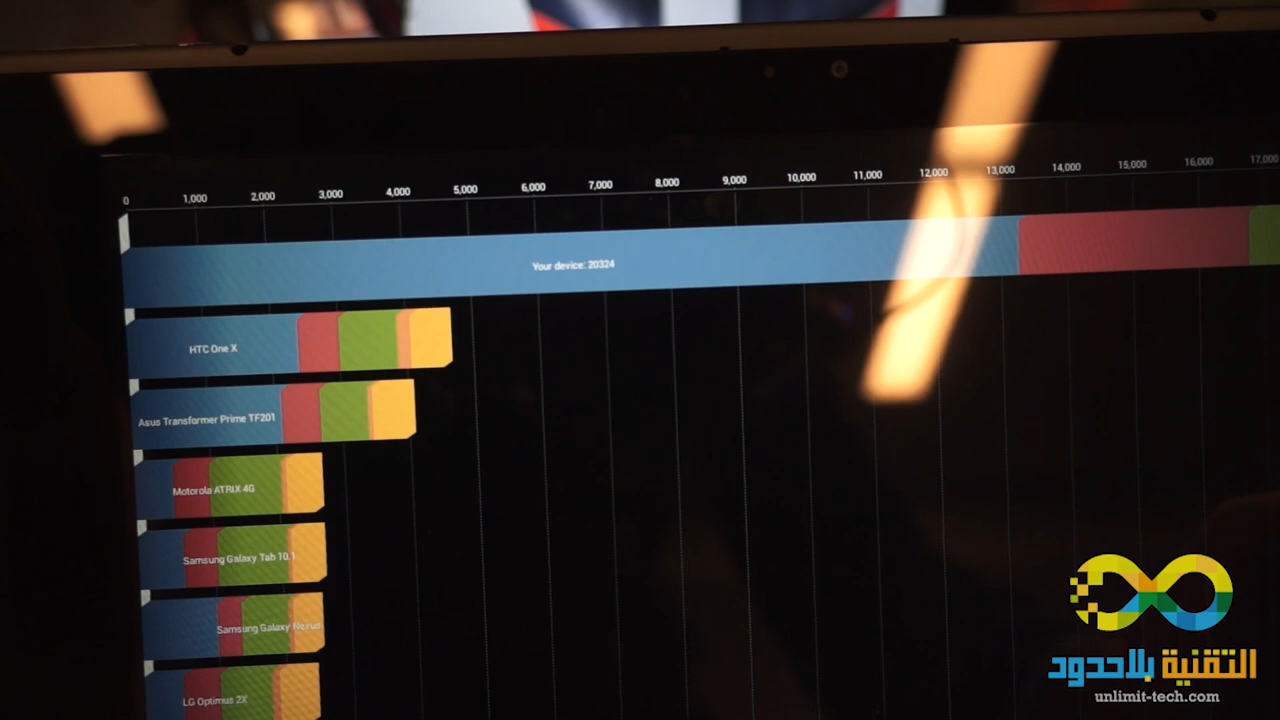 0 1,000 2,000 3,000 4,000 5,000 6,000 7,000 8,000 9,000 10,000 11,000 12,000 13,000 14,000 15,000 16,000 17,000
Your device: 20324
HTC One X
Asus Transformer Prime TF201
Motorola ATRIX 4G
Samsung Galaxy Tab 10.1
Samsung Galaxy Nexus
LG Optimus 2X
التقنية بلاحدود
unlimit-tech.com